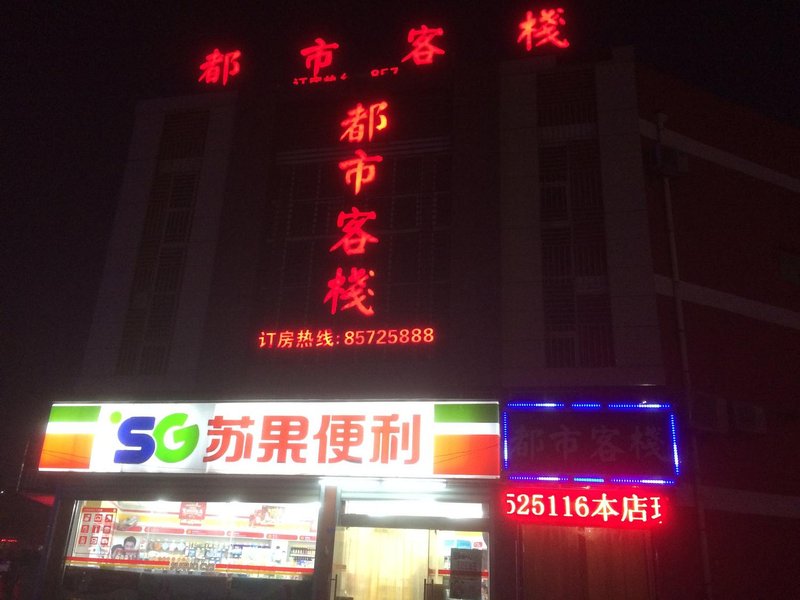 都市客栈
都
市
客
栈
订房热线:85725888
SG苏果便利
都市客栈
525116本店现